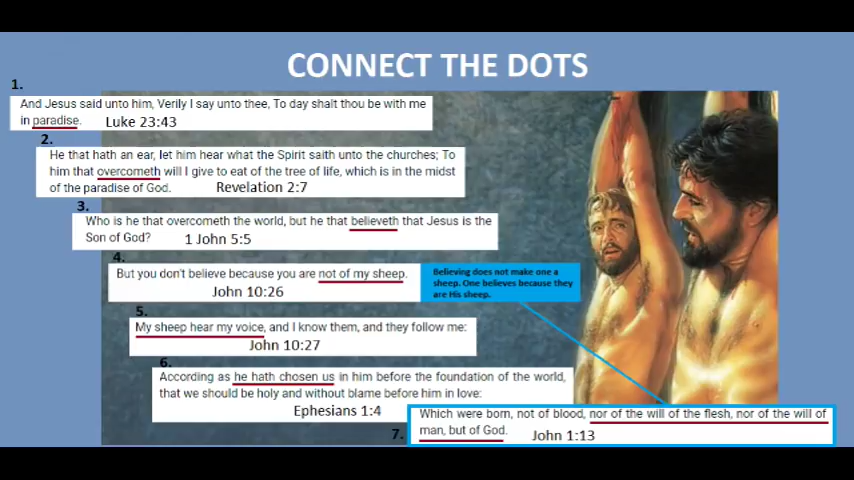 CONNECT THE DOTS
1.
And Jesus said unto him, Verily I say unto thee, To day shalt thou be with me
in paradise. Luke 23:43
2.
He that hath an ear, let him hear what the Spirit saith unto the churches; To
him that overcometh will I give to eat of the tree of life, which is in the midst
of the paradise of God. Revelation 2:7
3.
Who is he that overcometh the world, but he that believeth that Jesus is the
Son of God? 1 John 5:5
4.
But you don't believe because you are not of my sheep.
John 10:26
Believing does not make one a
sheep. One believes because they
are His sheep.
5.
My sheep hear my voice, and I know them, and they follow me:
John 10:27
6.
According as he hath chosen us in him before the foundation of the world,
that we should be holy and without blame before him in love:
Ephesians 1:4
7.
Which were born, not of blood, nor of the will of the flesh, nor of the will of
man, but of God. John 1:13